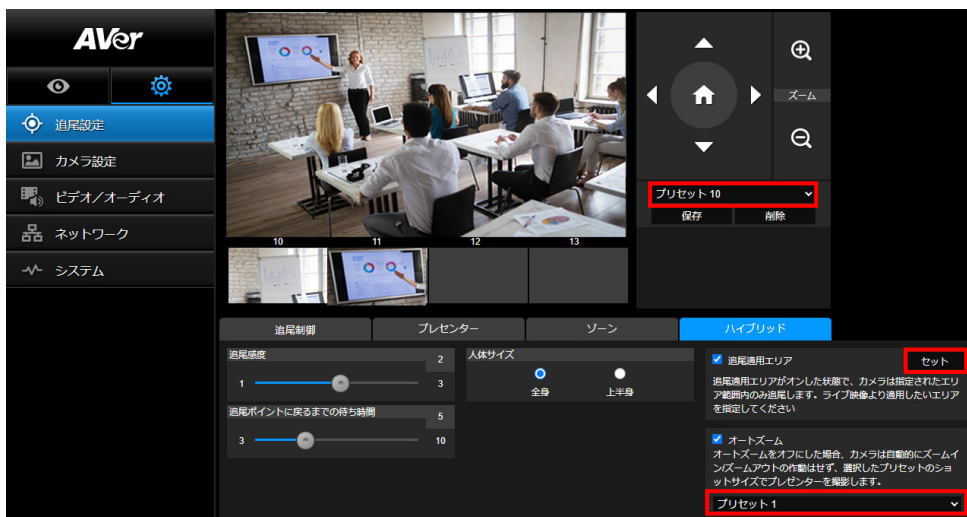 AVer
追尾設定
カメラ設定
ビデオ/オーディオ
ネットワーク
システム
ズーム
プリセット 10
保存
削除
10
11
12
13
追尾制御
プレゼンター
ゾーン
ハイブリッド
追尾感度
2
1
3
追尾ポイントに戻るまでの待ち時間
5
3
10
人体サイズ
全身
上半身
追尾適用エリア
セット
追尾適用エリアがオンした状態で、カメラは指定されたエリ
ア範囲内のみ追尾します。ライブ映像より適用したいエリア
を指定してください
オートズーム
オートズームをオフにした場合、カメラは自動的にズームイ
ン/ズームアウトの作動はせず、選択したプリセットのショ
ットサイズでプレゼンターを撮影します。
プリセット 1